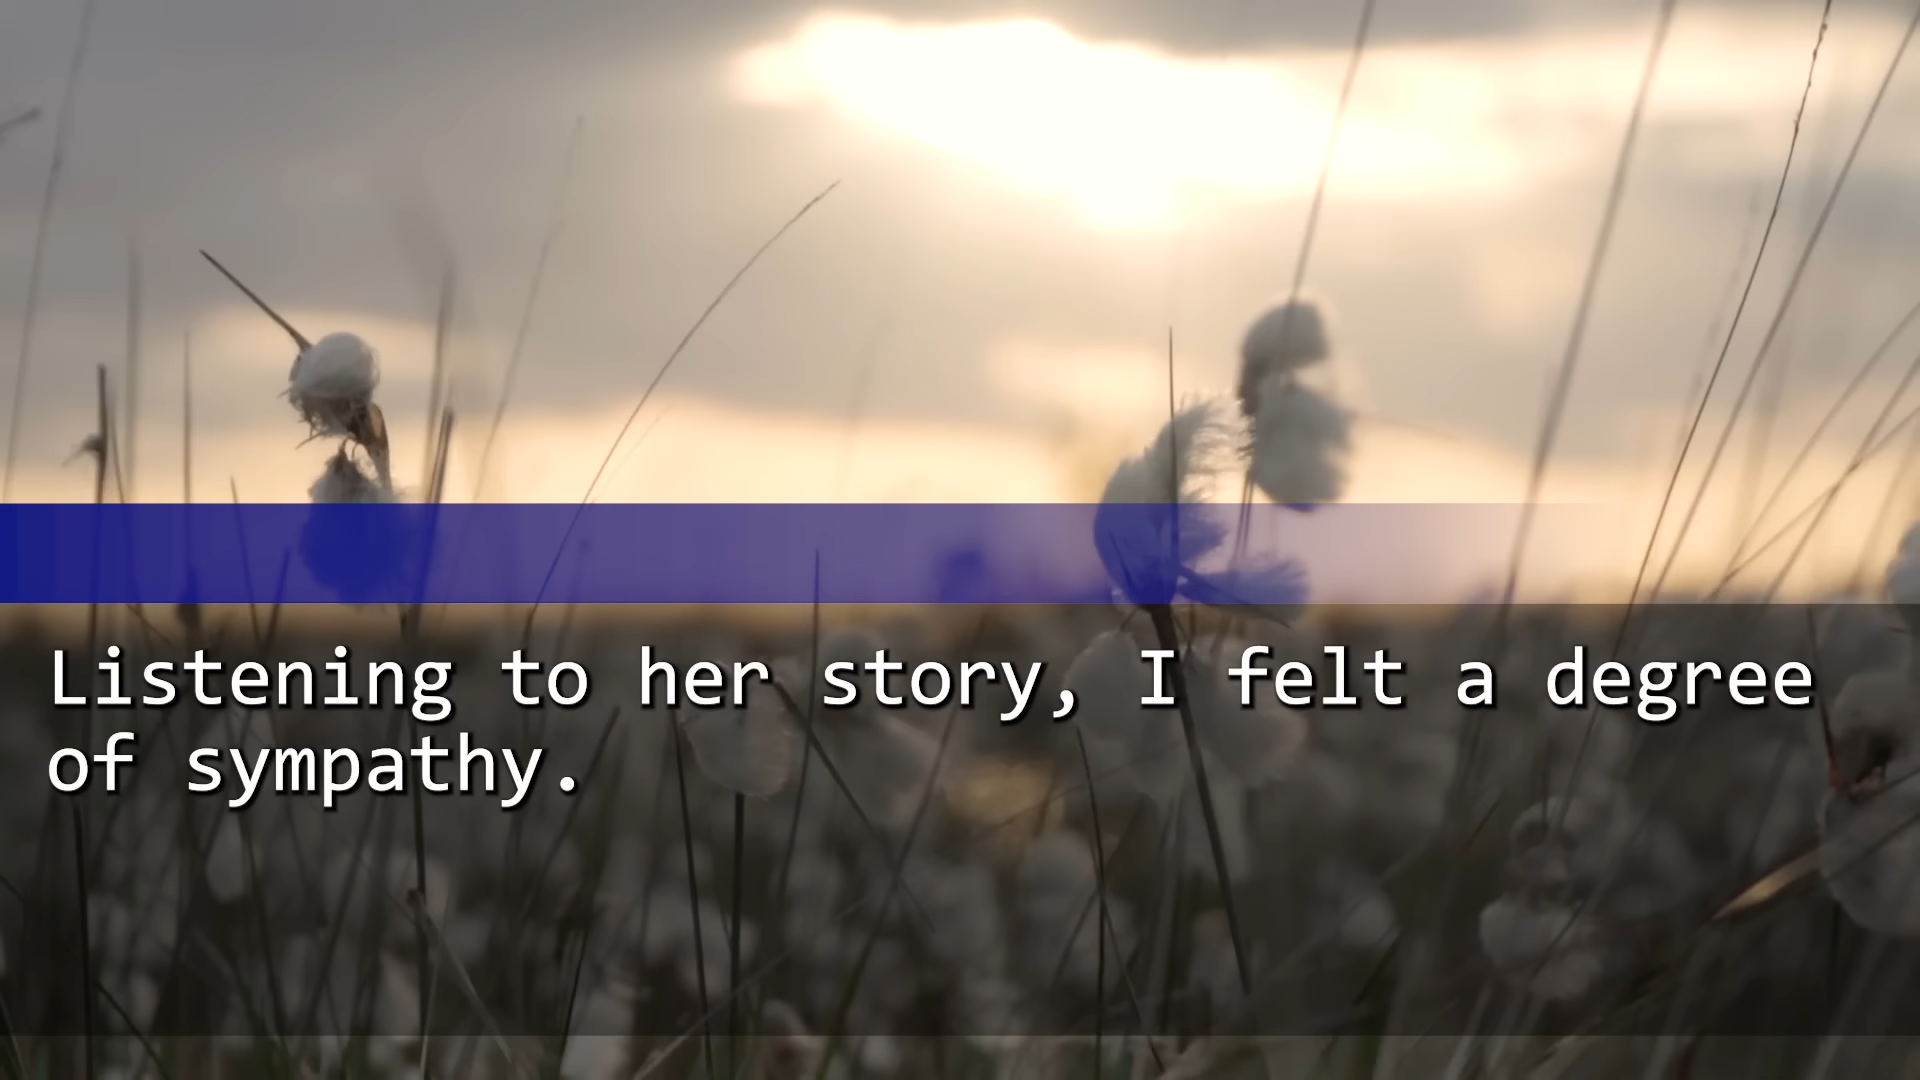 Listening to her story, I felt a degree
of sympathy.